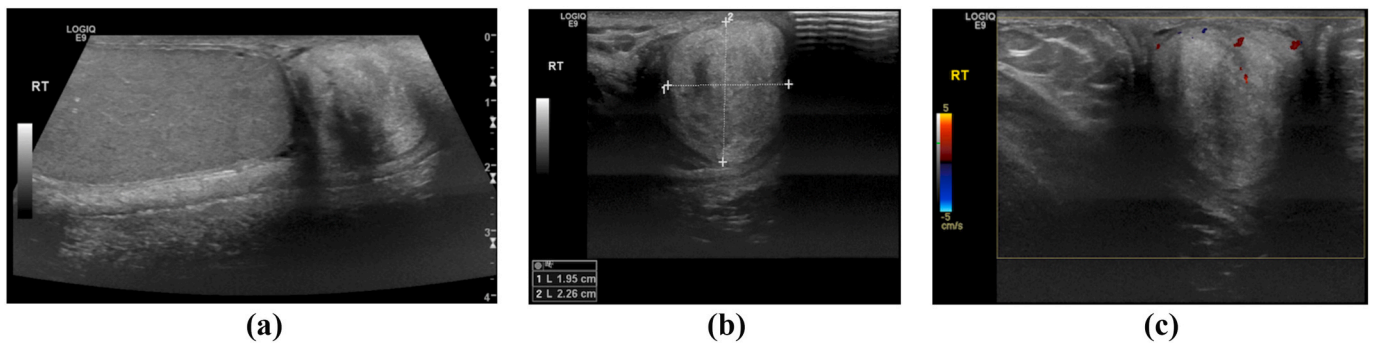 LOGIQ
E9
RT
0
1
2
3
4
LOGIQ
E9
RT
2
1
1 L 1.95 cm
2 L 2.26 cm
LOGIQ
E9
RT
5
-5
cm/s
(a)
(b)
(c)